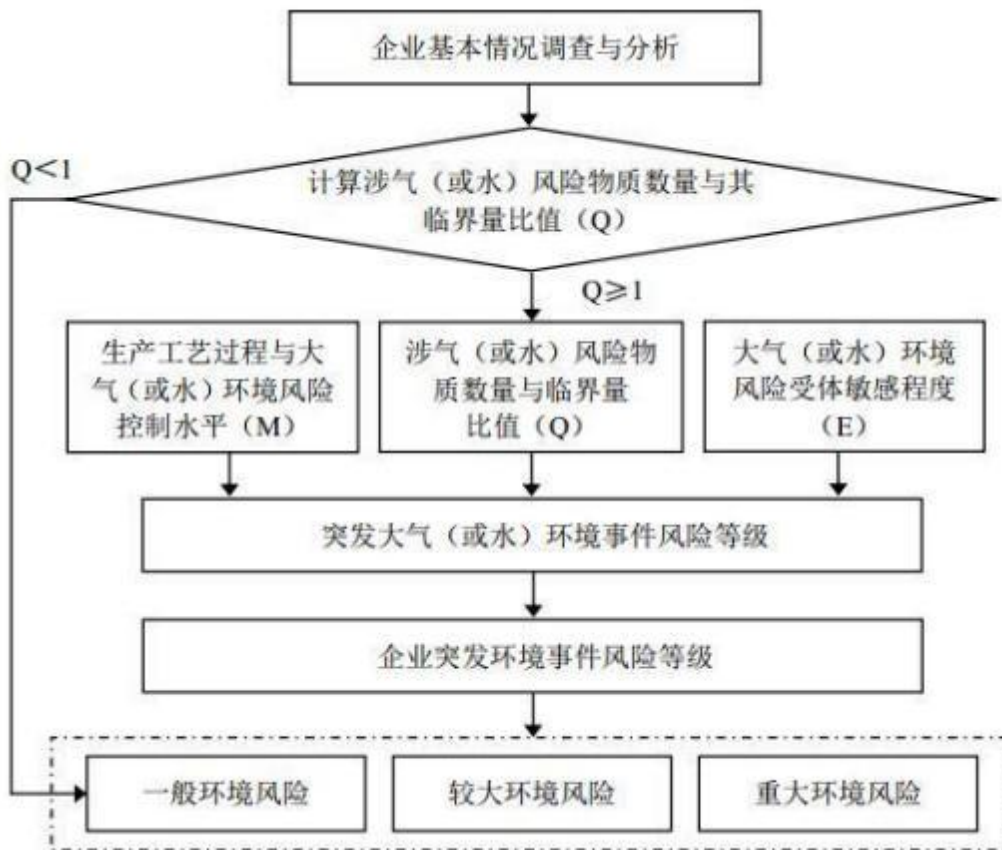 企业基本情况调查与分析
Q＜1
计算涉气（或水）风险物质数量与其
临界量比值（Q）
Q≥1
生产工艺过程与大
气（或水）环境风险
控制水平（M）
涉气（或水）风险物
质数量与临界量
比值（Q）
大气（或水）环境
风险受体敏感程度
（E）
突发大气（或水）环境事件风险等级
企业突发环境事件风险等级
一般环境风险
较大环境风险
重大环境风险